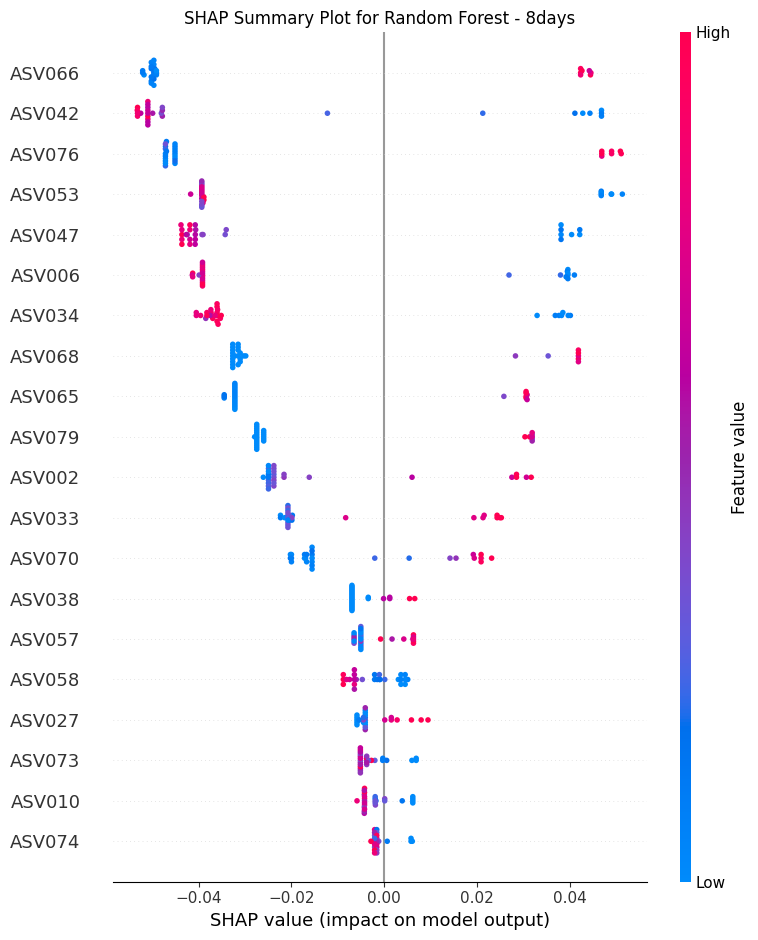 SHAP Summary Plot for Random Forest - 8days
High
ASV066
ASV042
ASV076
ASV053
ASV047
ASV006
ASV034
ASV068
ASV065
ASV079
ASV002
ASV033
ASV070
ASV038
ASV057
ASV058
ASV027
ASV073
ASV010
ASV074
Feature value
Low
−0.04 −0.02 0.00 0.02 0.04
SHAP value (impact on model output)